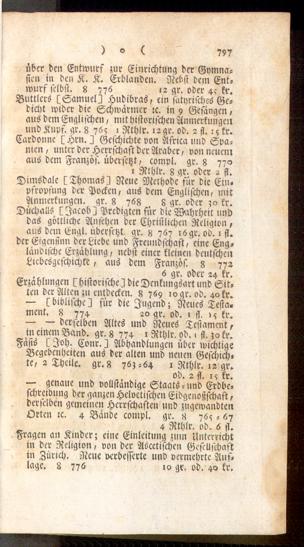 ) o ( 797
über den Entwurf zur Einrichtung der Gymna-
sien in den K. K. Erblanden. Nebst dem Ent-
wurf selbst. 8 776 12 gr. oder 45 kr.
Buttlers [Samuel] Hudibras, ein satyrisches Ge-
dicht wider die Schwärmer ꝛc. in 9 Gesängen,
aus dem Englischen, mit historischen Anmerkungen
und Kupf. gr. 8 765 1 Rthlr. 12 gr. od. 2 fl. 15 kr.
Cardonne [Hrn.] Geschichte von Africa und Spa-
nien, unter der Herrschaft der Araber, von neuem
aus dem Französ. übersetzt, compl. gr. 8 770
1 Rthlr. 8 gr. oder 2 fl.
Dimsdale [Thomas] Neue Methode für die Ein-
pfropfung der Pocken, aus dem Englischen, mit
Anmerkungen. gr. 8 768 8 gr. oder 30 kr.
Düchalls [Jacob] Predigten für die Wahrheit und
das göttliche Ansehen der Christlichen Religion,
aus dem Engl. übersetzt. gr. 8 767 16 gr. od. 1 fl.
der Eigensinn der Liebe und Freundschaft, eine Eng-
ländische Erzählung, nebst einer kleinen deutschen
Liebesgeschichte, aus dem Französ. 8 772
6 gr. oder 24 kr.
Erzählungen [historische] die Denkungsart und Sit-
ten der Alten zu entdecken. 8 769 10 gr. od. 40 kr.
— [biblische] für die Jugend; Neues Testa-
ment. 8 774 20 gr. od. 1 fl. 15 kr.
— — derselben Altes und Neues Testament,
in einem Band. gr. 8 774 1 Rthlr. od. 1 fl. 30 kr.
Fäsis [Joh. Conr.] Abhandlungen über wichtige
Begebenheiten aus der alten und neuen Geschich-
te, 2 Theile. gr. 8 763=64 1 Rthlr. 12 gr.
od. 2 fl. 15 kr.
— — genaue und vollständige Staats- und Erdbe-
schreibung der ganzen Helvetischen Eidgenoßschaft,
derselben gemeinen Herrschaften und zugewandten
Orten ꝛc. 4 Bände compl. gr. 8 765=67
4 Rthlr. od. 6 fl.
Fragen an Kinder; eine Einleitung zum Unterricht
in der Religion, von der Ascetischen Gesellschaft
in Zürich. Neue verbesserte und vermehrte Auf-
lage. 8 776 10 gr. od. 40 kr.